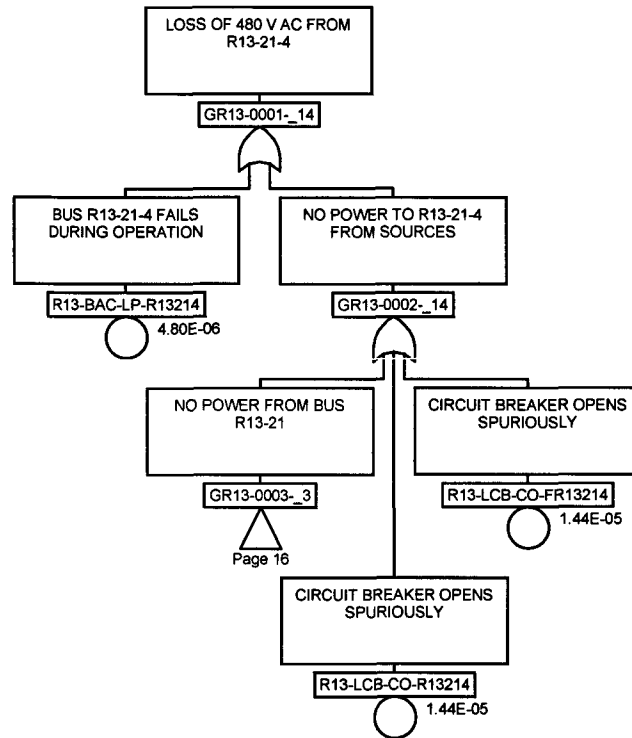 LOSS OF 480 V AC FROM
R13-21-4
GR13-0001-_14
BUS R13-21-4 FAILS
DURING OPERATION
R13-BAC-LP-R13214
4.80E-06
NO POWER TO R13-21-4
FROM SOURCES
GR13-0002-_14
NO POWER FROM BUS
R13-21
GR13-0003-_3
Page 16
CIRCUIT BREAKER OPENS
SPURIOUSLY
R13-LCB-CO-FR13214
1.44E-05
CIRCUIT BREAKER OPENS
SPURIOUSLY
R13-LCB-CO-R13214
1.44E-05